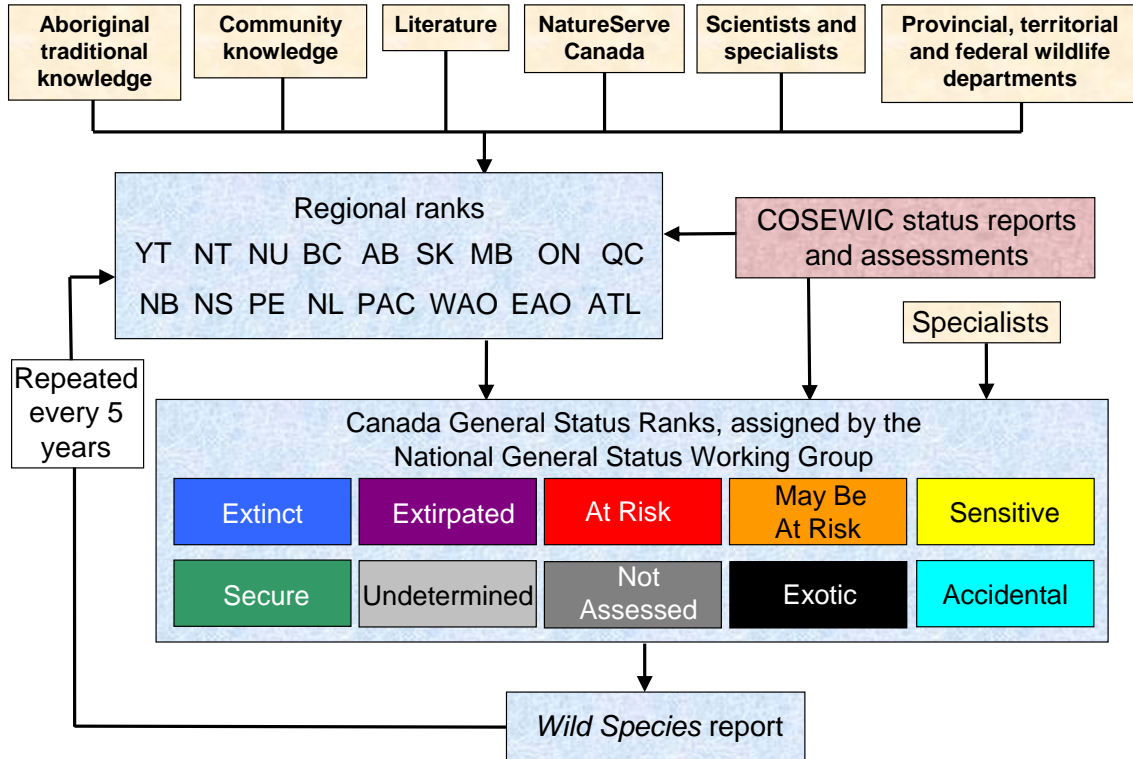 Aboriginal
traditional
knowledge
Community
knowledge
Literature
NatureServe
Canada
Scientists and
specialists
Provincial, territorial
and federal wildlife
departments
Regional ranks
YT NT NU BC AB SK MB ON QC
NB NS PE NL PAC WAO EAO ATL
COSEWIC status reports
and assessments
Specialists
Repeated
every 5
years
Canada General Status Ranks, assigned by the
National General Status Working Group
Extinct
Extirpated
At Risk
May Be
At Risk
Sensitive
Secure
Undetermined
Not
Assessed
Exotic
Accidental
Wild Species report